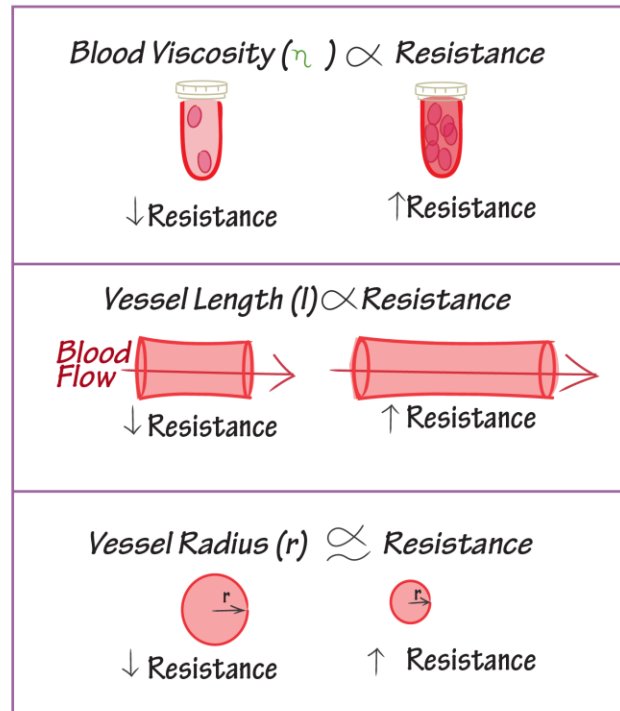 Blood Viscosity (η) ∝ Resistance
↓ Resistance
↑ Resistance
Vessel Length (l) ∝ Resistance
Blood
Flow
↓ Resistance
↑ Resistance
Vessel Radius (r) ∝~ Resistance
r
r
↓ Resistance
↑ Resistance